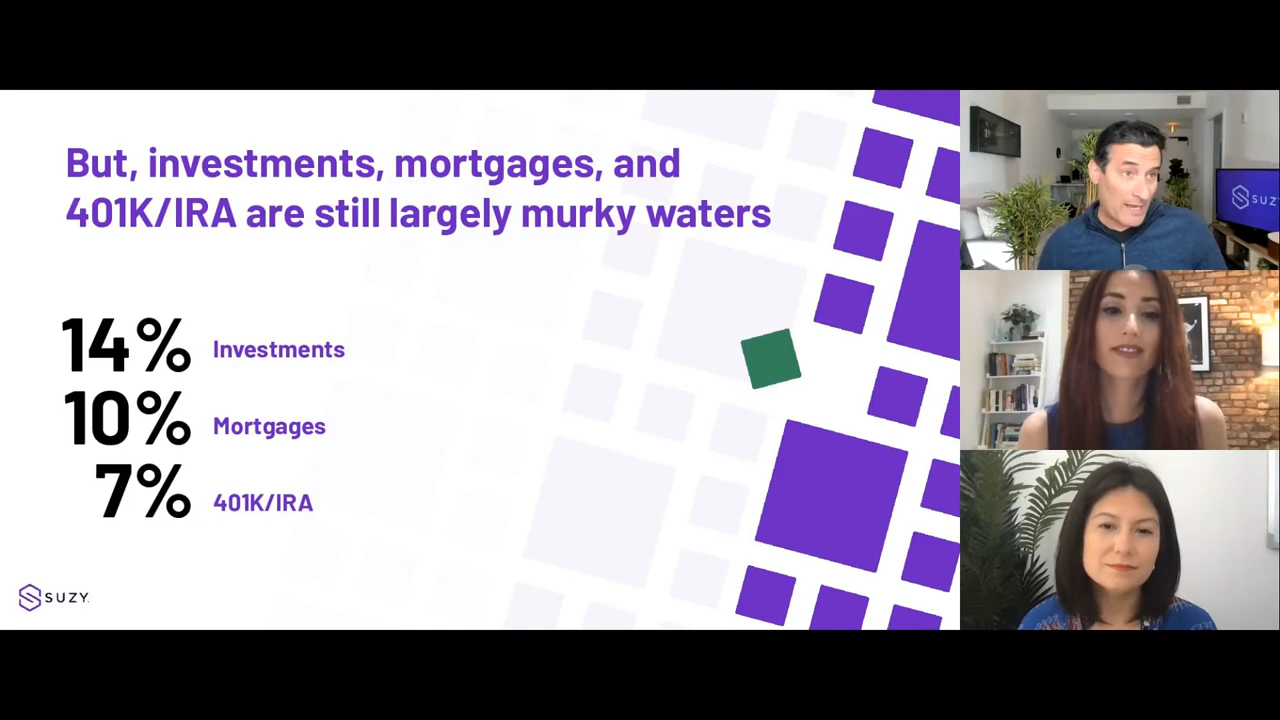 But, investments, mortgages, and
401K/IRA are still largely murky waters
14% Investments
10% Mortgages
7% 401K/IRA
SUZY
SUZY